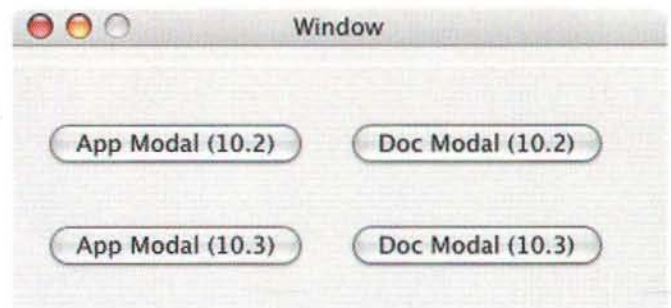 Window
App Modal (10.2) Doc Modal (10.2)
App Modal (10.3) Doc Modal (10.3)